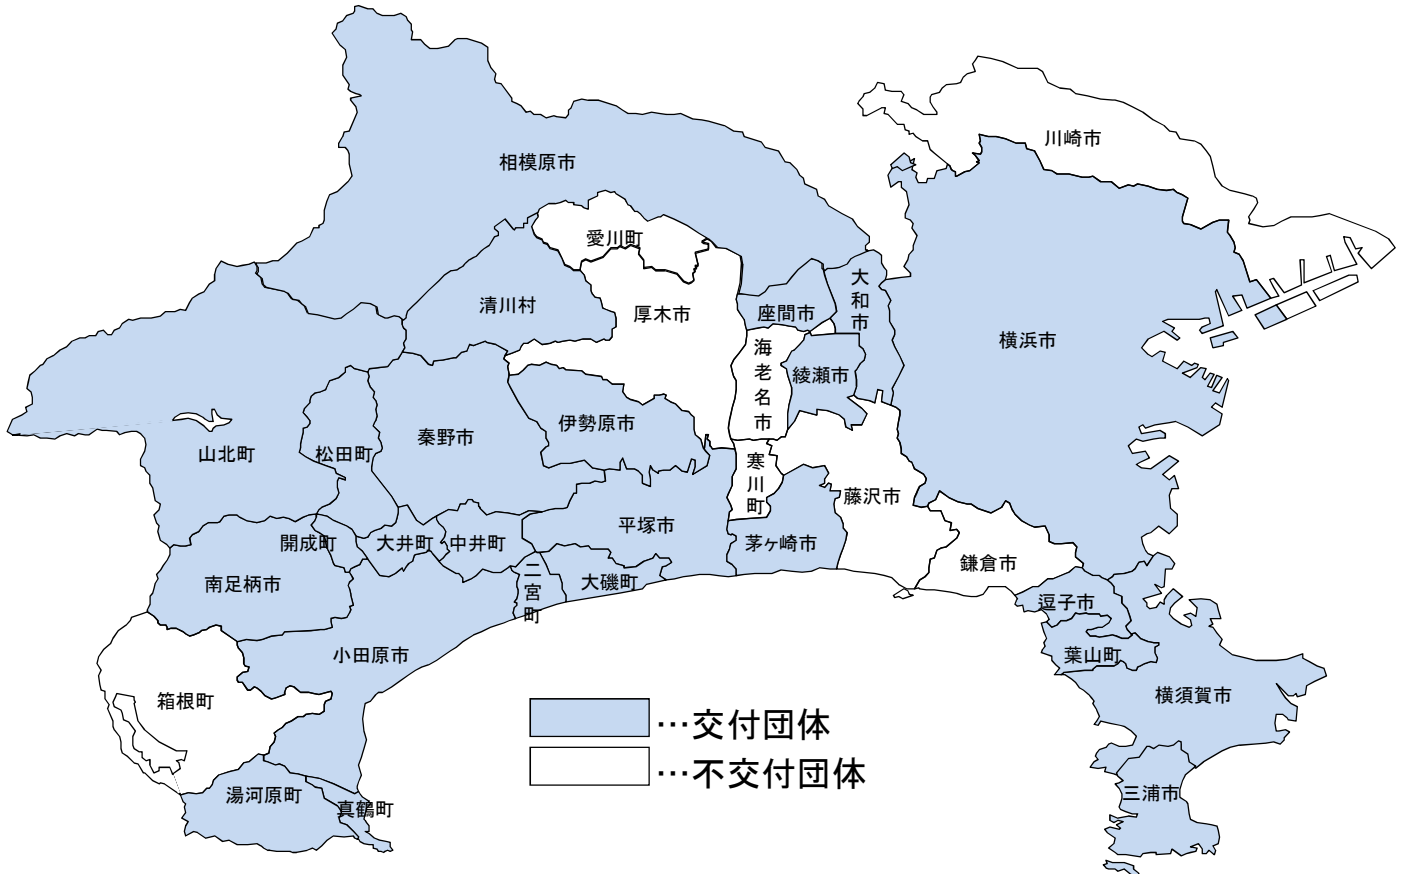 川崎市
相模原市
愛川町
大和市
清川村
座間市
厚木市
横浜市
海老名市
綾瀬市
伊勢原市
秦野市
山北町
松田町
寒川町
藤沢市
平塚市
開成町
大井町
中井町
茅ヶ崎市
鎌倉市
南足柄市
二宮町
大磯町
逗子市
小田原市
葉山町
箱根町
横須賀市
…交付団体
…不交付団体
湯河原町
真鶴町
三浦市